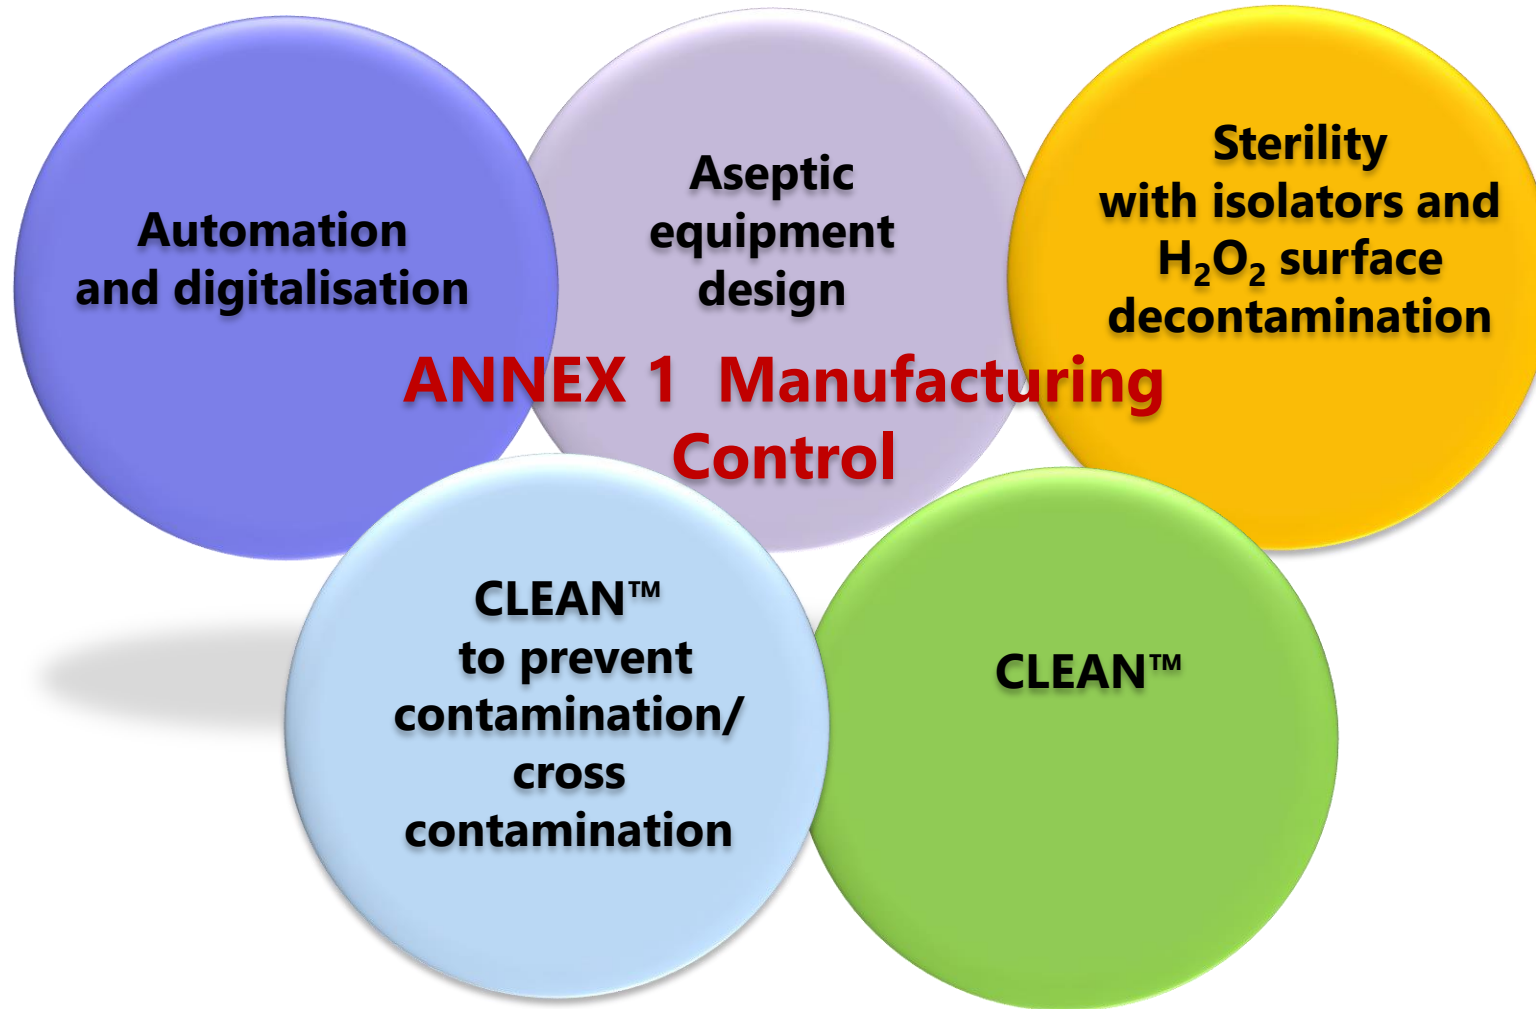 Automation
and digitalisation
Aseptic
equipment
design
Sterility
with isolators and
H₂O₂ surface
decontamination
ANNEX 1  Manufacturing
Control
CLEAN™
to prevent
contamination/
cross
contamination
CLEAN™